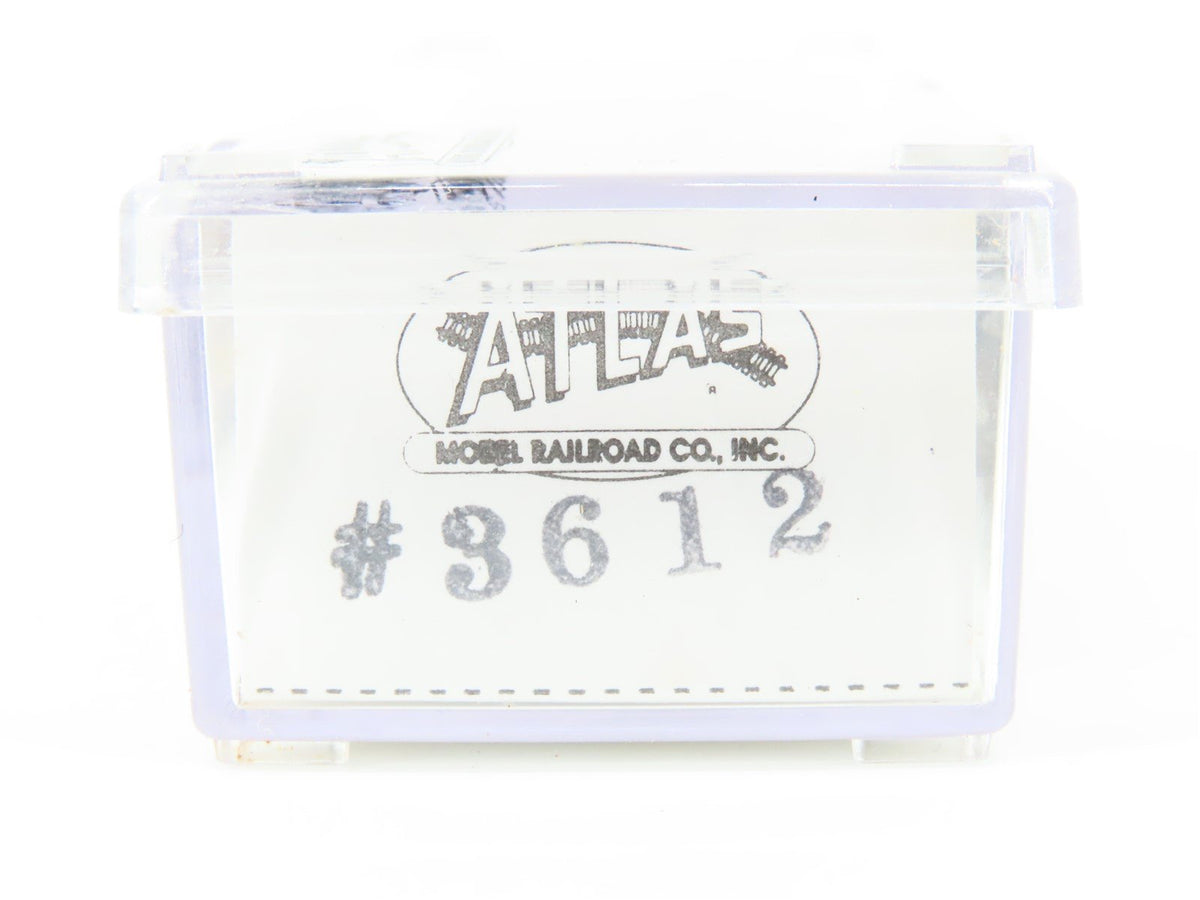 ATLAS
MODEL RAILROAD CO., INC.
#3612